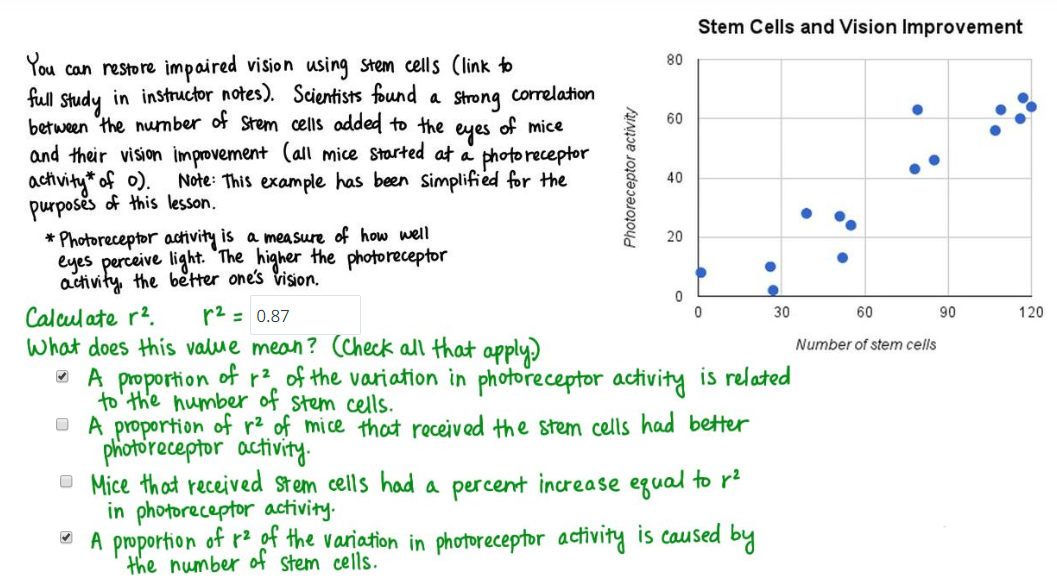 Stem Cells and Vision Improvement
You can restore impaired vision using stem cells (link to
full study in instructor notes). Scientists found a strong correlation
between the number of stem cells added to the eyes of mice
and their vision improvement (all mice started at a photoreceptor
activity* of 0). Note: This example has been simplified for the
purposes of this lesson.
* Photoreceptor activity is a measure of how well
eyes perceive light. The higher the photoreceptor
activity, the better one's vision.
80
60
40
20
0
Photoreceptor activity
0 30 60 90 120
Number of stem cells
Calculate r². r² = 0.87
What does this value mean? (Check all that apply.)
A proportion of r² of the variation in photoreceptor activity is related
to the number of stem cells.
A proportion of r² of mice that received the stem cells had better
photoreceptor activity.
Mice that received stem cells had a percent increase equal to r²
in photoreceptor activity.
A proportion of r² of the variation in photoreceptor activity is caused by
the number of stem cells.